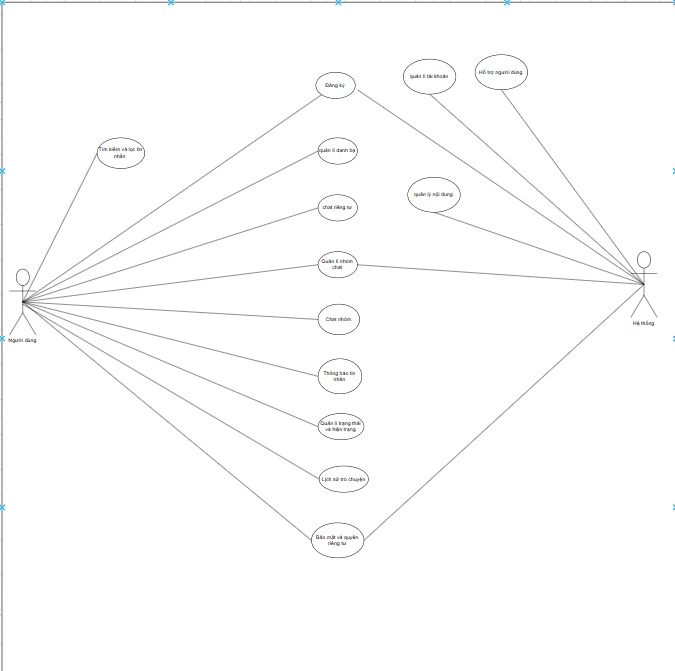 Đăng ký
quản lí tài khoản
Hỗ trợ người dùng
Tìm kiếm và lọc tin
nhắn
quản lí danh bạ
quản lý nội dung
chat riêng tư
Quản lí nhóm
chat
Chat nhóm
Hệ thống
Người dùng
Thông báo tin
nhắn
Quản lí trạng thái
và hiện trạng
Lịch sử trò chuyện
Bảo mật và quyền
riêng tư